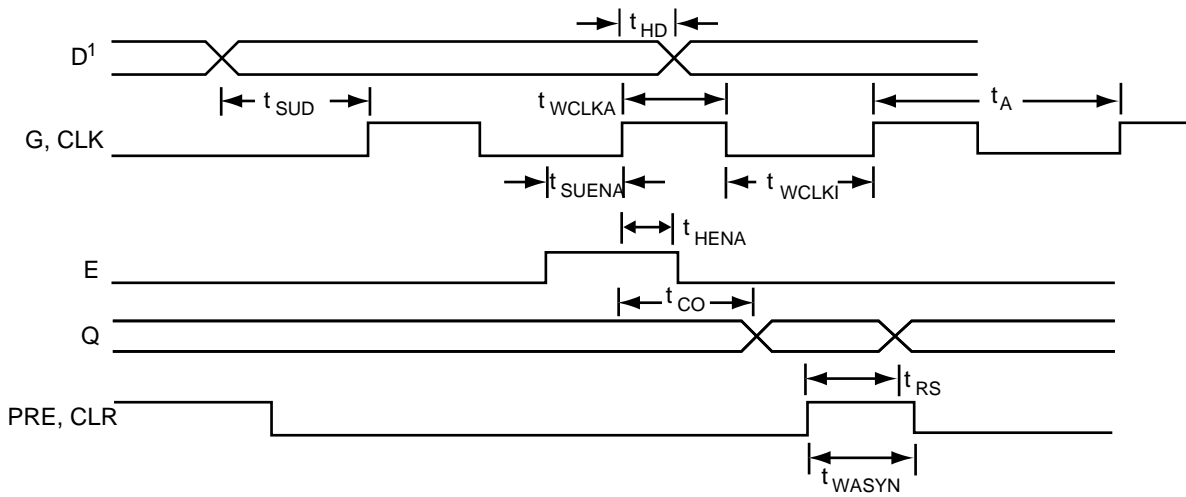 t HD
D1
t SUD
t WCLKA
t A
G, CLK
t SUENA
t WCLKI
t HENA
E
t CO
Q
t RS
PRE, CLR
t WASYN